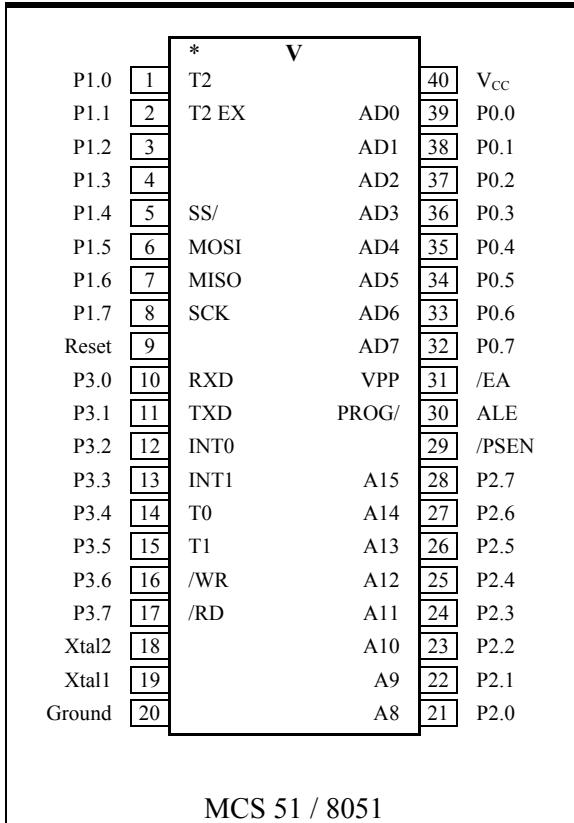 * V
P1.0 1 T2 40 VCC
P1.1 2 T2 EX AD0 39 P0.0
P1.2 3 AD1 38 P0.1
P1.3 4 AD2 37 P0.2
P1.4 5 SS/ AD3 36 P0.3
P1.5 6 MOSI AD4 35 P0.4
P1.6 7 MISO AD5 34 P0.5
P1.7 8 SCK AD6 33 P0.6
Reset 9 AD7 32 P0.7
P3.0 10 RXD VPP 31 /EA
P3.1 11 TXD PROG/ 30 ALE
P3.2 12 INT0 29 /PSEN
P3.3 13 INT1 A15 28 P2.7
P3.4 14 T0 A14 27 P2.6
P3.5 15 T1 A13 26 P2.5
P3.6 16 /WR A12 25 P2.4
P3.7 17 /RD A11 24 P2.3
Xtal2 18 A10 23 P2.2
Xtal1 19 A9 22 P2.1
Ground 20 A8 21 P2.0
MCS 51 / 8051